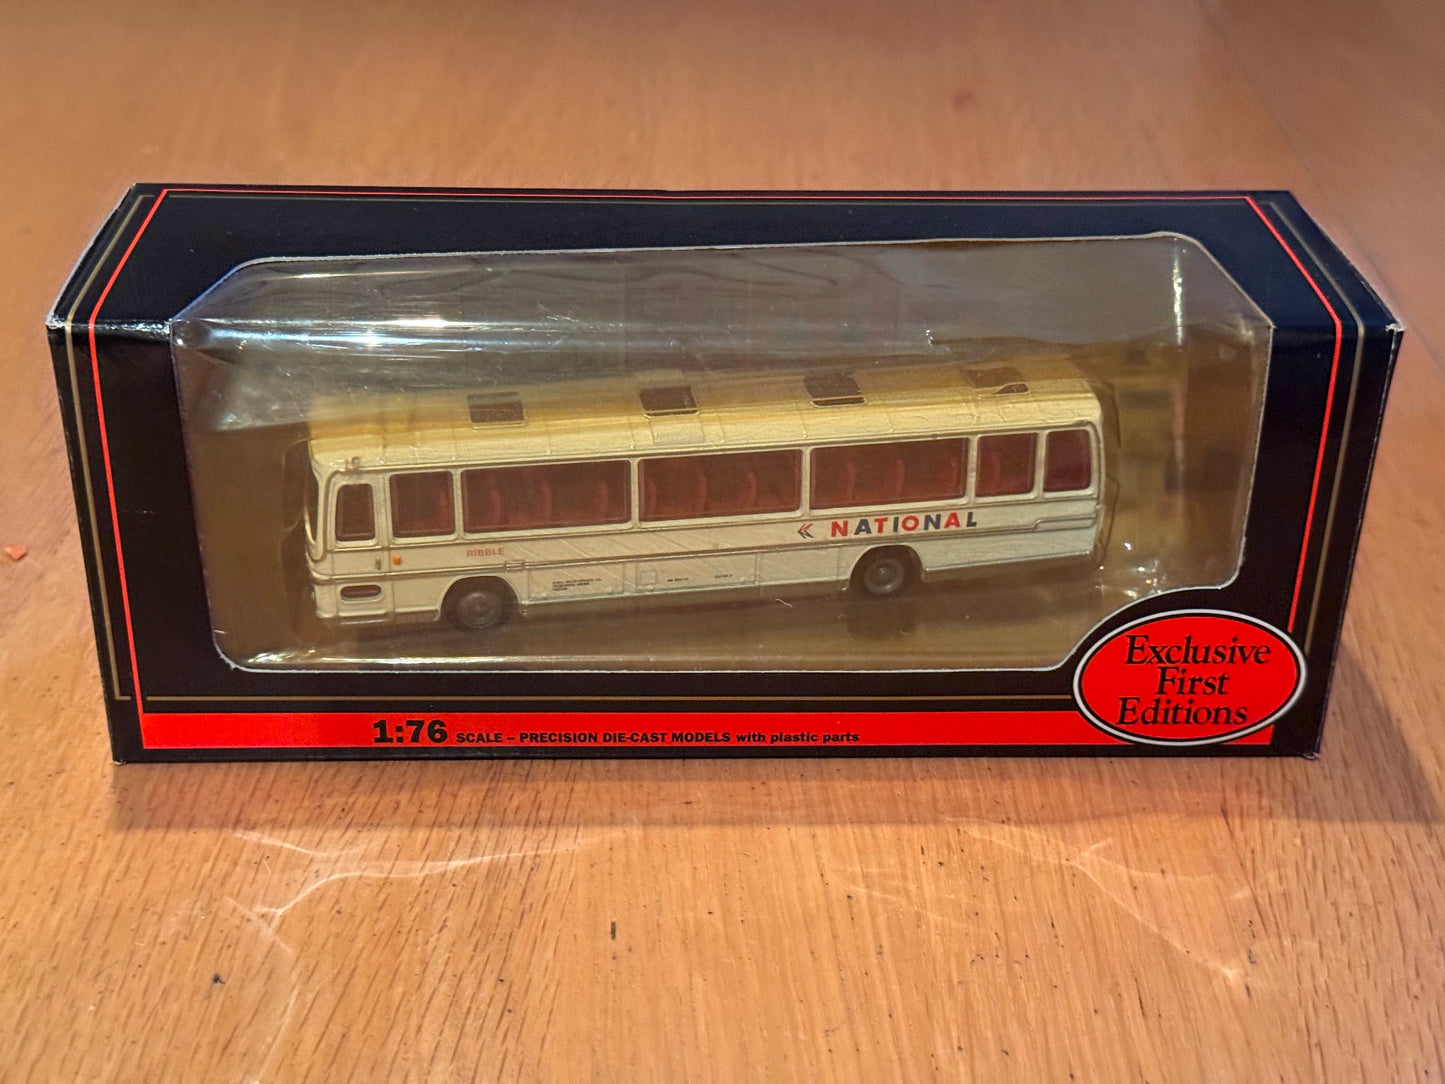 RIBBLE
NATIONAL
Exclusive
First
Editions
1:76 SCALE – PRECISION DIE-CAST MODELS with plastic parts